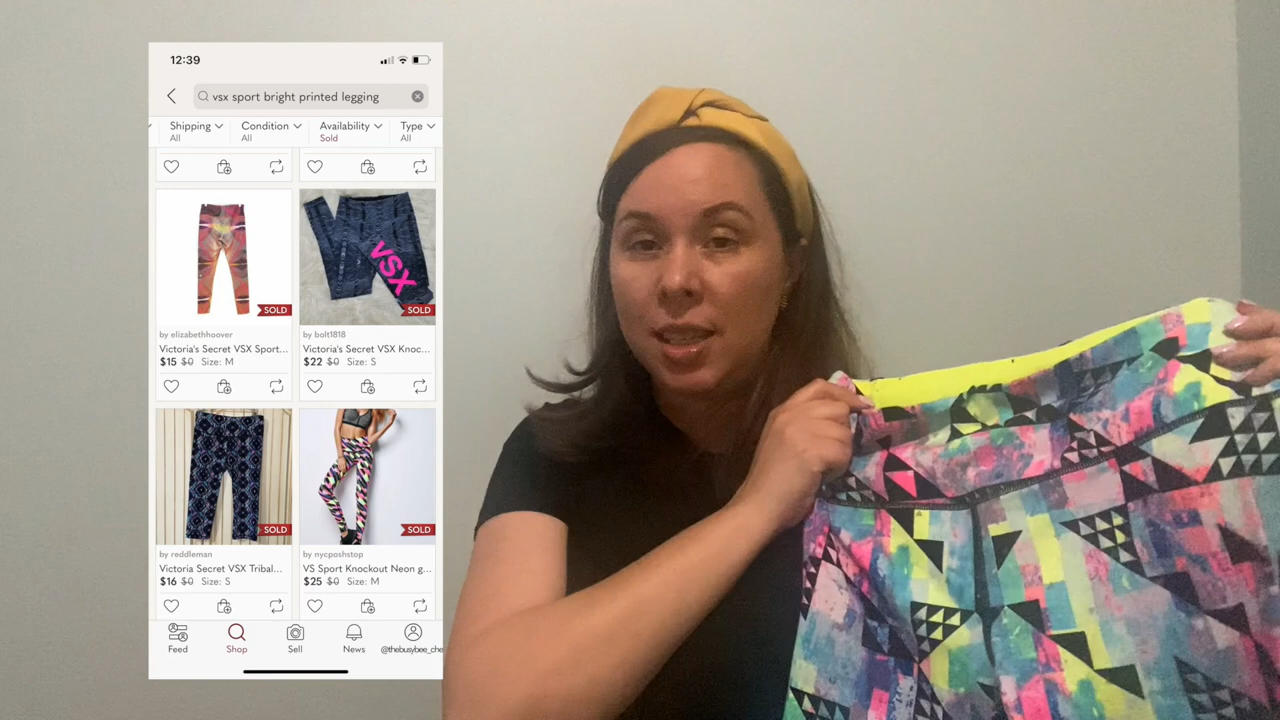 12:39
vsx sport bright printed legging
Shipping Condition Availability Type
All All Sold All
SOLD SOLD
VSX
by elizabethhoover by bolt1818
Victoria's Secret VSX Sport... Victoria's Secret VSX Knoc...
$15 $0 Size: M $22 $0 Size: S
SOLD SOLD
by reddleman by nycposhstop
Victoria Secret VSX Tribal... VS Sport Knockout Neon g...
$16 $0 Size: S $25 $0 Size: M
Feed Shop Sell News @thebusybee_che